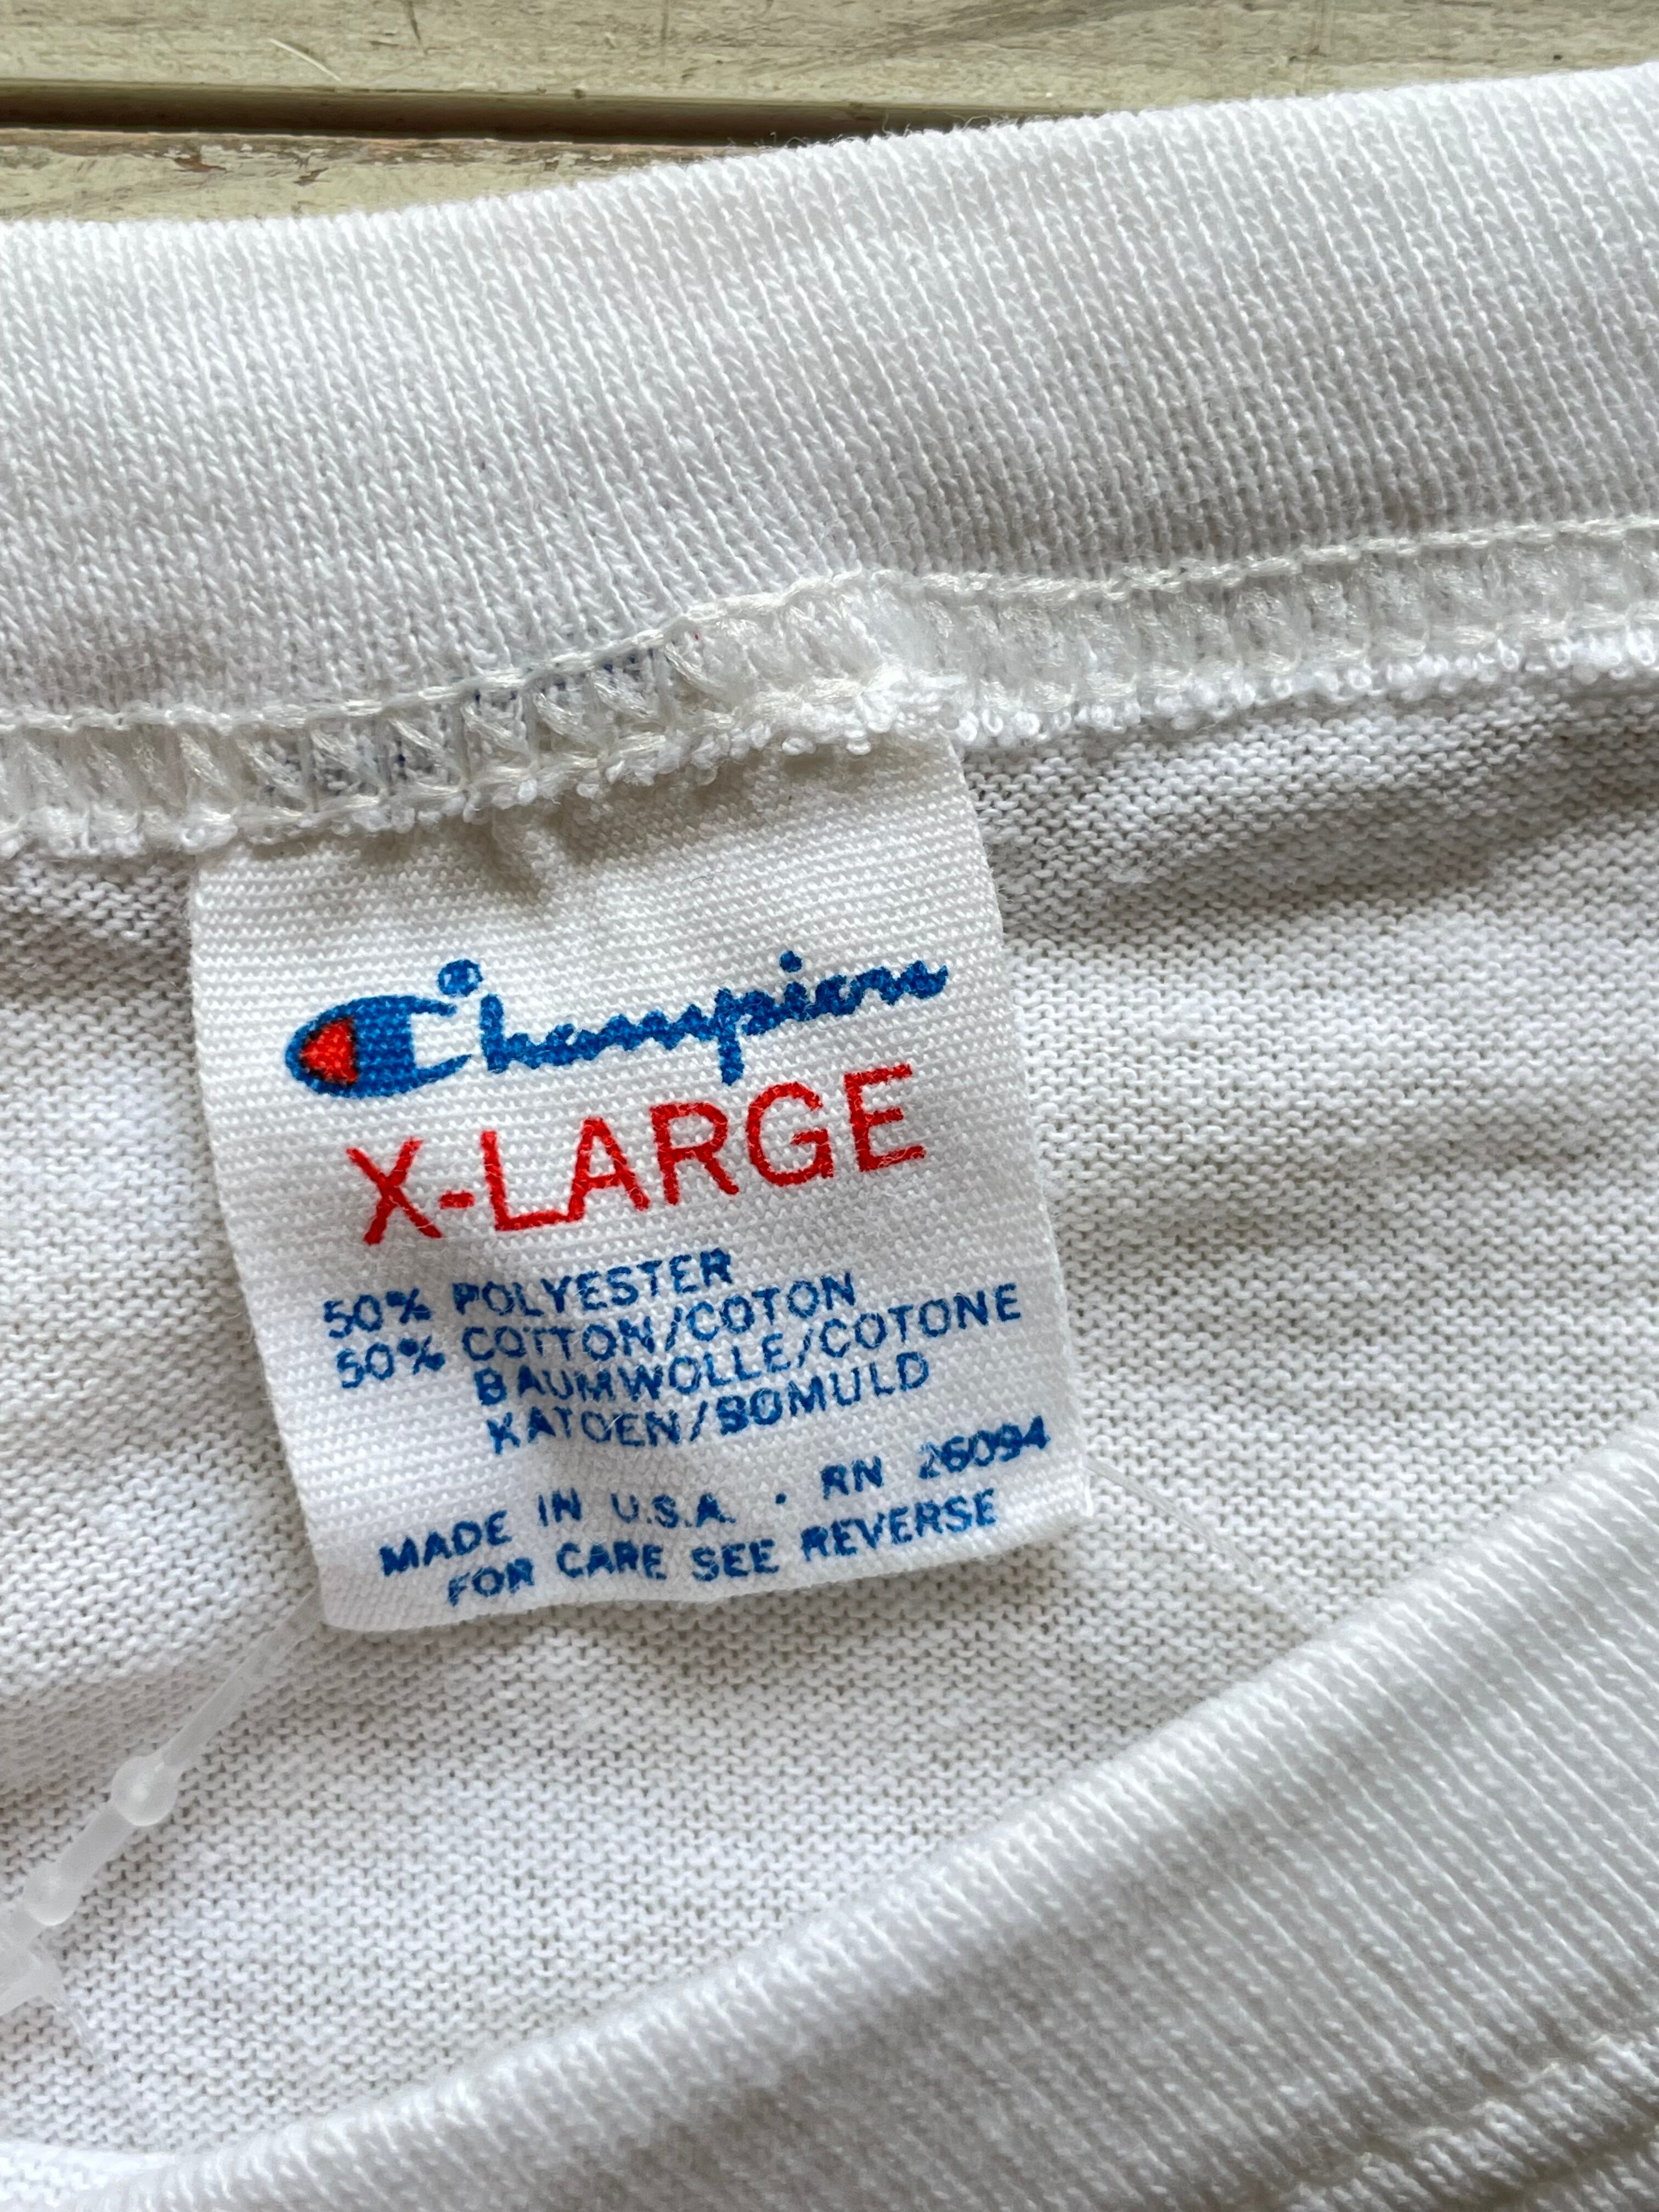 Champion®
X-LARGE
50% POLYESTER
50% COTTON/COTON
BAUMWOLLE/COTONE
KATOEN/BOMULD
MADE IN U.S.A. · RN 26094
FOR CARE SEE REVERSE